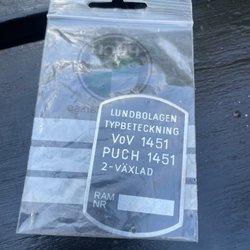 LUNDBOLAGEN
TYPBETECKNING
VoV 1451
PUCH 1451
2-VÄXLAD
RAM
NR